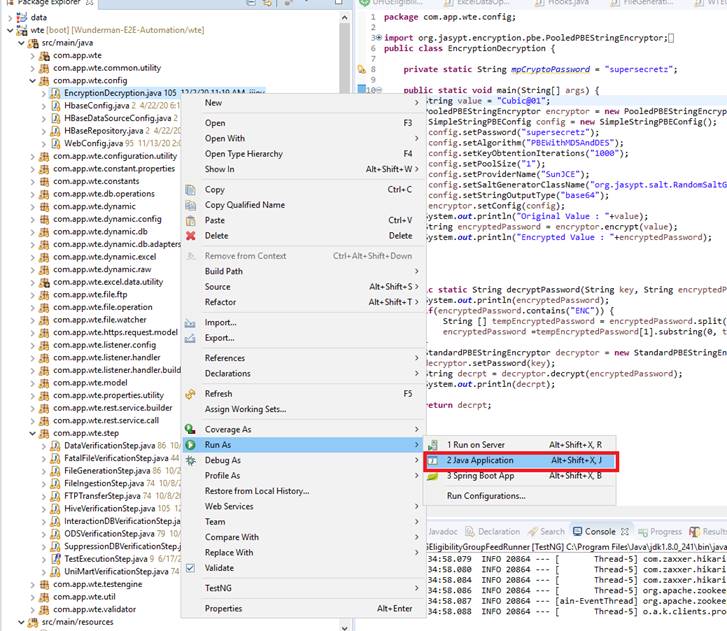 Package Explorer
data
wte [boot] [Wunderman-E2E-Automation/wte]
src/main/java
com.app.wte
com.app.wte.common.utility
com.app.wte.config
EncryptionDecryption.java 105 12/2/20 11:19 AM
HBaseConfig.java 2 4/22/20 6:1
HBaseDataSourceConfig.java 2
HBaseRepository.java 2 4/22/20
WebConfig.java 95 11/13/20 2:
com.app.wte.configuration.utility
com.app.wte.constant.properties
com.app.wte.constants
com.app.wte.db.operations
com.app.wte.dynamic
com.app.wte.dynamic.config
com.app.wte.dynamic.db
com.app.wte.dynamic.db.adapters
com.app.wte.dynamic.excel
com.app.wte.dynamic.raw
com.app.wte.excel.data.utility
com.app.wte.file.ftp
com.app.wte.file.operation
com.app.wte.file.watcher
com.app.wte.https.request.model
com.app.wte.listener.config
com.app.wte.listener.handler
com.app.wte.listener.handler.build
com.app.wte.model
com.app.wte.properties.utility
com.app.wte.rest.service.builder
com.app.wte.rest.service.call
com.app.wte.step
DataVerificationStep.java 86 10/
FatalFileVerificationStep.java 74
FileGenerationStep.java 86 10/2
FileIngestionStep.java 74 10/8/2
FTPTransferStep.java 74 10/8/
HiveVerificationStep.java 105 12
InteractionDBVerificationStep.ja
ODSVerificationStep.java 79 10
SuppressionDBVerificationStep.
TestExecutionStep.java 9 6/17/
UniMartVerificationStep.java 74
com.app.wte.testengine
com.app.wte.util
com.app.wte.validator
src/main/resources
New
Open F3
Open With
Open Type Hierarchy F4
Show In Alt+Shift+W
Copy Ctrl+C
Copy Qualified Name
Paste Ctrl+V
Delete Delete
Remove from Context Ctrl+Alt+Shift+Down
Build Path
Source Alt+Shift+S
Refactor Alt+Shift+T
Import...
Export...
References
Declarations
Refresh F5
Assign Working Sets...
Coverage As
Run As
Debug As
Profile As
Restore from Local History...
Web Services
Team
Compare With
Replace With
Validate
TestNG
Properties Alt+Enter
1 Run on Server Alt+Shift+X, R
2 Java Application Alt+Shift+X, J
3 Spring Boot App Alt+Shift+X, B
Run Configurations...
ExcelDataOp... Hooks.java FileGenerati...
1 package com.app.wte.config;
2
3 import org.jasypt.encryption.pbe.PooledPBEStringEncryptor;
6 public class EncryptionDecryption {
7
8 private static String mpCryptoPassword = "supersecretz";
9
10 public static void main(String[] args) {
String value = "Cubic@01";
PooledPBEStringEncryptor encryptor = new PooledPBEString
SimpleStringPBEConfig config = new SimpleStringPBEConfig();
config.setPassword("supersecretz");
config.setAlgorithm("PBEWithMD5AndDES");
config.setKeyObtentionIterations("1000");
config.setPoolSize("1");
config.setProviderName("SunJCE");
config.setSaltGeneratorClassName("org.jasypt.salt.RandomSaltG
config.setStringOutputType("base64");
encryptor.setConfig(config);
System.out.println("Original Value : "+value);
String encryptedPassword = encryptor.encrypt(value);
System.out.println("Encrypted Value : "+encryptedPassword);
c static String decryptPassword(String key, String encryptedP
System.out.println(encryptedPassword);
if(encryptedPassword.contains("ENC")) {
String [] tempEncryptedPassword = encryptedPassword.split(
encryptedPassword =tempEncryptedPassword[1].substring(0, t
StandardPBEStringEncryptor decryptor = new StandardPBEStringEn
decryptor.setPassword(key);
String decrpt = decryptor.decrypt(encryptedPassword);
System.out.println(decrpt);
return decrpt;
Javadoc Declaration Search Console Progress Results
EligibilityGroupFeedRunner [TestNG] C:\Program Files\Java\jdk1.8.0_241\bin\java
34:58.079 INFO 20864 --- [ Thread-5] com.zaxxer.hikari
34:58.080 INFO 20864 --- [ Thread-5] com.zaxxer.hikari
34:58.084 INFO 20864 --- [ Thread-5] org.apache.zookee
34:58.087 INFO 20864 --- [ain-EventThread] org.apache.zookee
34:58.088 INFO 20864 --- [ Thread-5] o.a.k.clients.pro